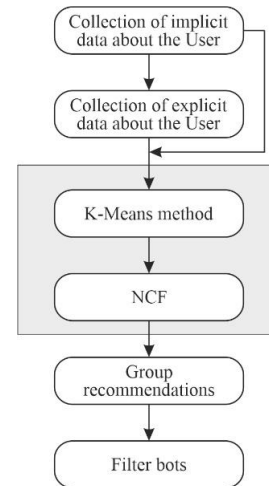 Collection of implicit
data about the User
Collection of explicit
data about the User
K-Means method
NCF
Group
recommendations
Filter bots